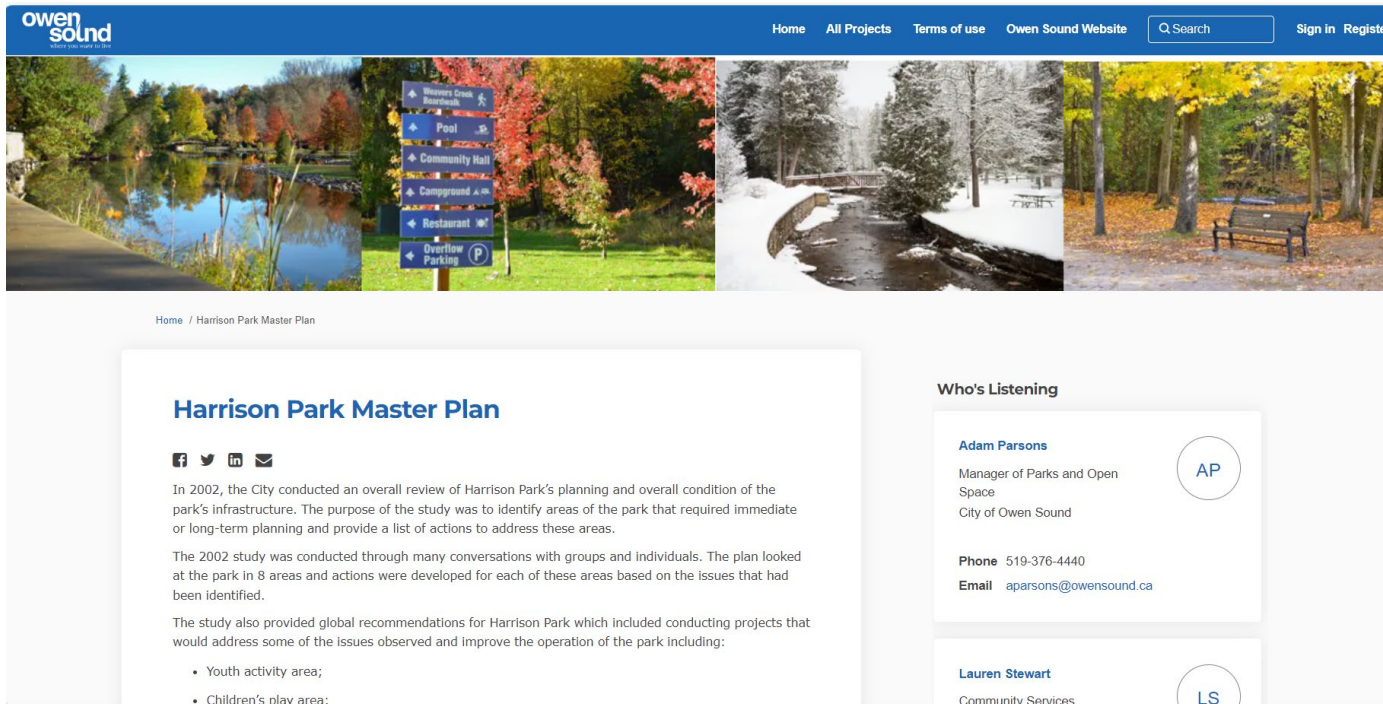 owen sound
where you want to live
Home All Projects Terms of use Owen Sound Website Search Sign in Registe
Weavers Creek
Boardwalk
Pool
Community Hall
Campground
Restaurant
Overflow
Parking P
Home / Harrison Park Master Plan
Harrison Park Master Plan
In 2002, the City conducted an overall review of Harrison Park's planning and overall condition of the
park's infrastructure. The purpose of the study was to identify areas of the park that required immediate
or long-term planning and provide a list of actions to address these areas.
The 2002 study was conducted through many conversations with groups and individuals. The plan looked
at the park in 8 areas and actions were developed for each of these areas based on the issues that had
been identified.
The study also provided global recommendations for Harrison Park which included conducting projects that
would address some of the issues observed and improve the operation of the park including:
• Youth activity area;
• Children's play area;
Who's Listening
Adam Parsons
AP
Manager of Parks and Open
Space
City of Owen Sound
Phone 519-376-4440
Email aparsons@owensound.ca
Lauren Stewart
LS
Community Services